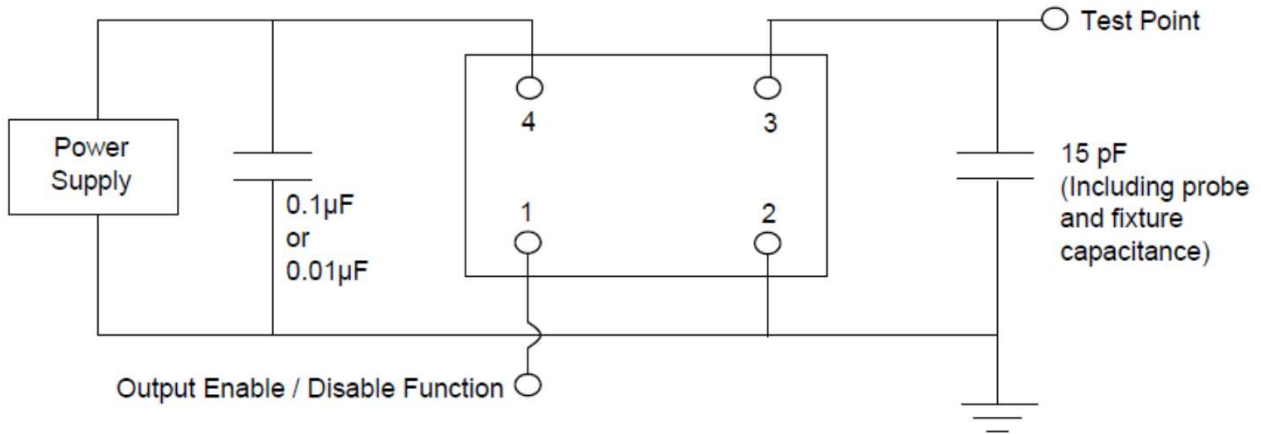 Test Point
Power
Supply
4
3
0.1µF
or
0.01µF
1
2
15 pF
(Including probe
and fixture
capacitance)
Output Enable / Disable Function